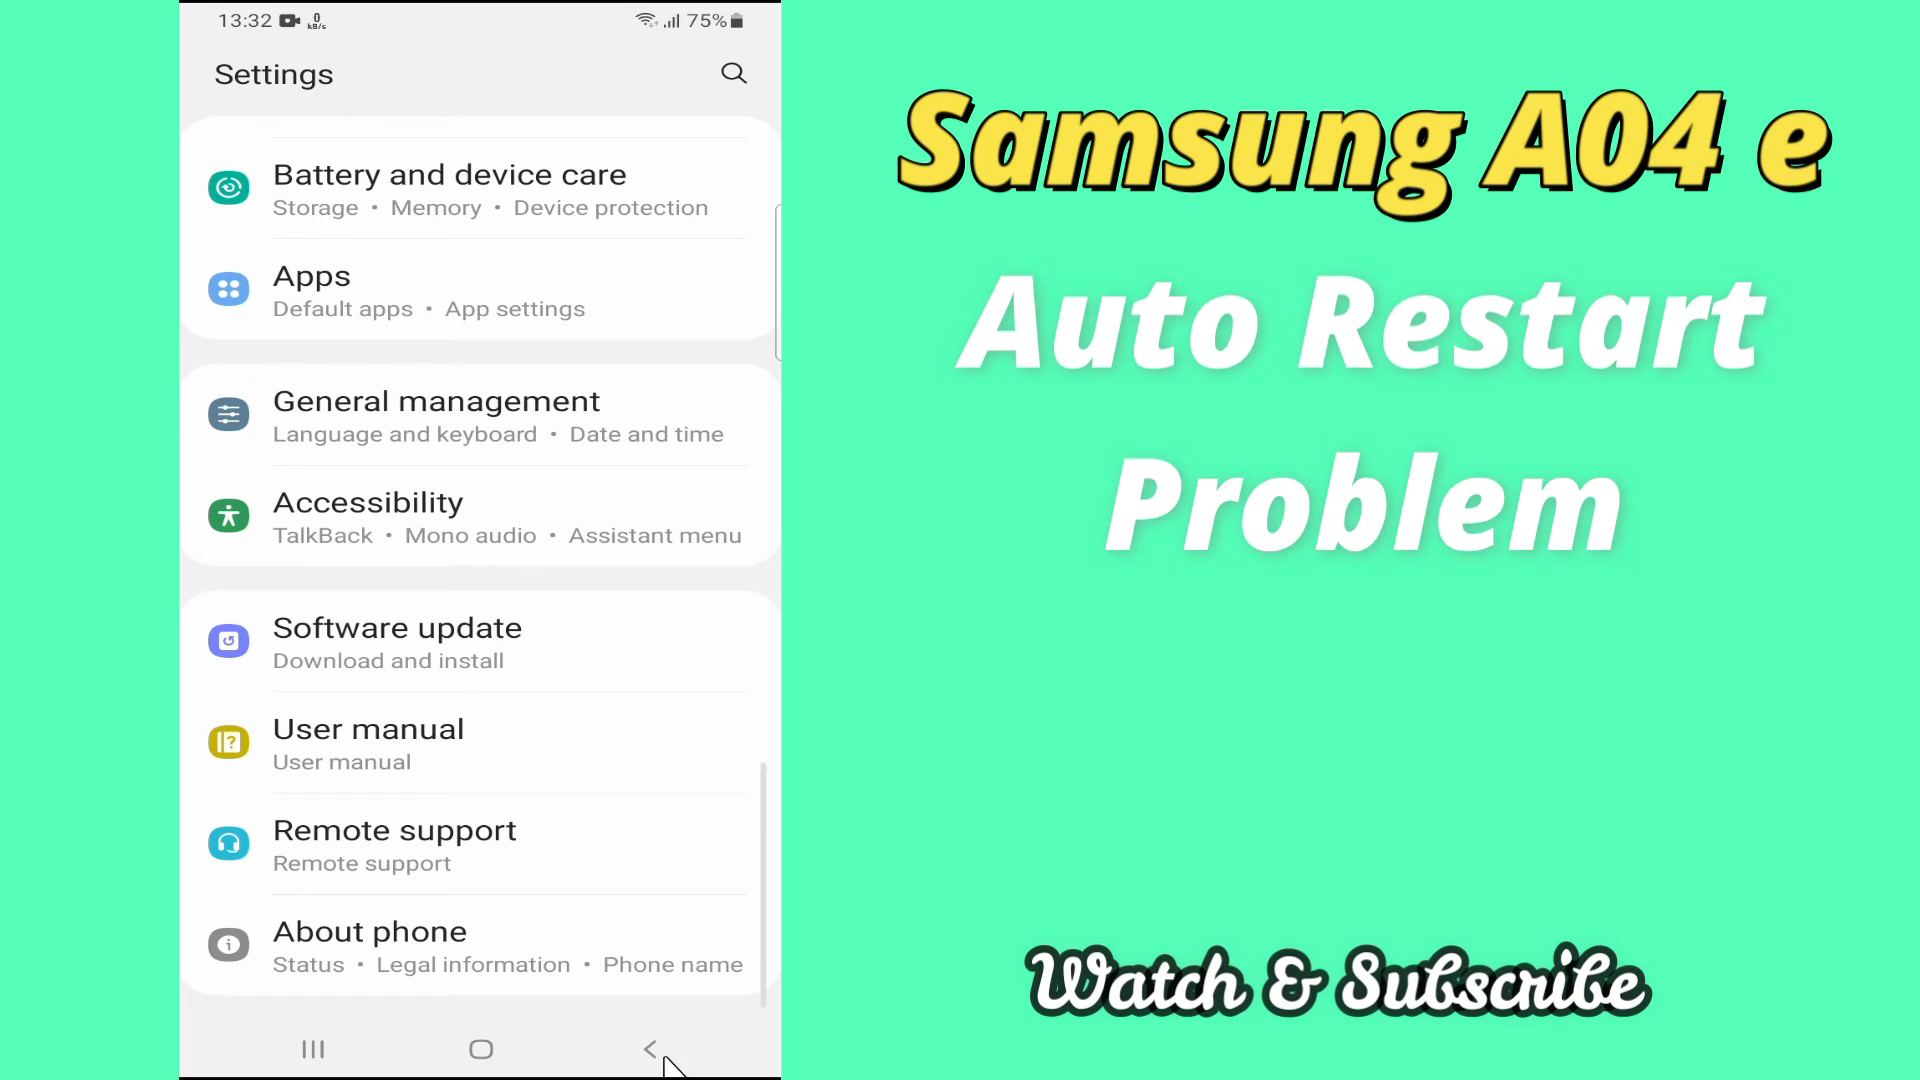 13:32 0 kB/s 75%
Settings
Battery and device care
Storage • Memory • Device protection
Apps
Default apps • App settings
General management
Language and keyboard • Date and time
Accessibility
TalkBack • Mono audio • Assistant menu
Software update
Download and install
User manual
User manual
Remote support
Remote support
About phone
Status • Legal information • Phone name
Samsung A04 e
Auto Restart
Problem
Watch & Subscribe